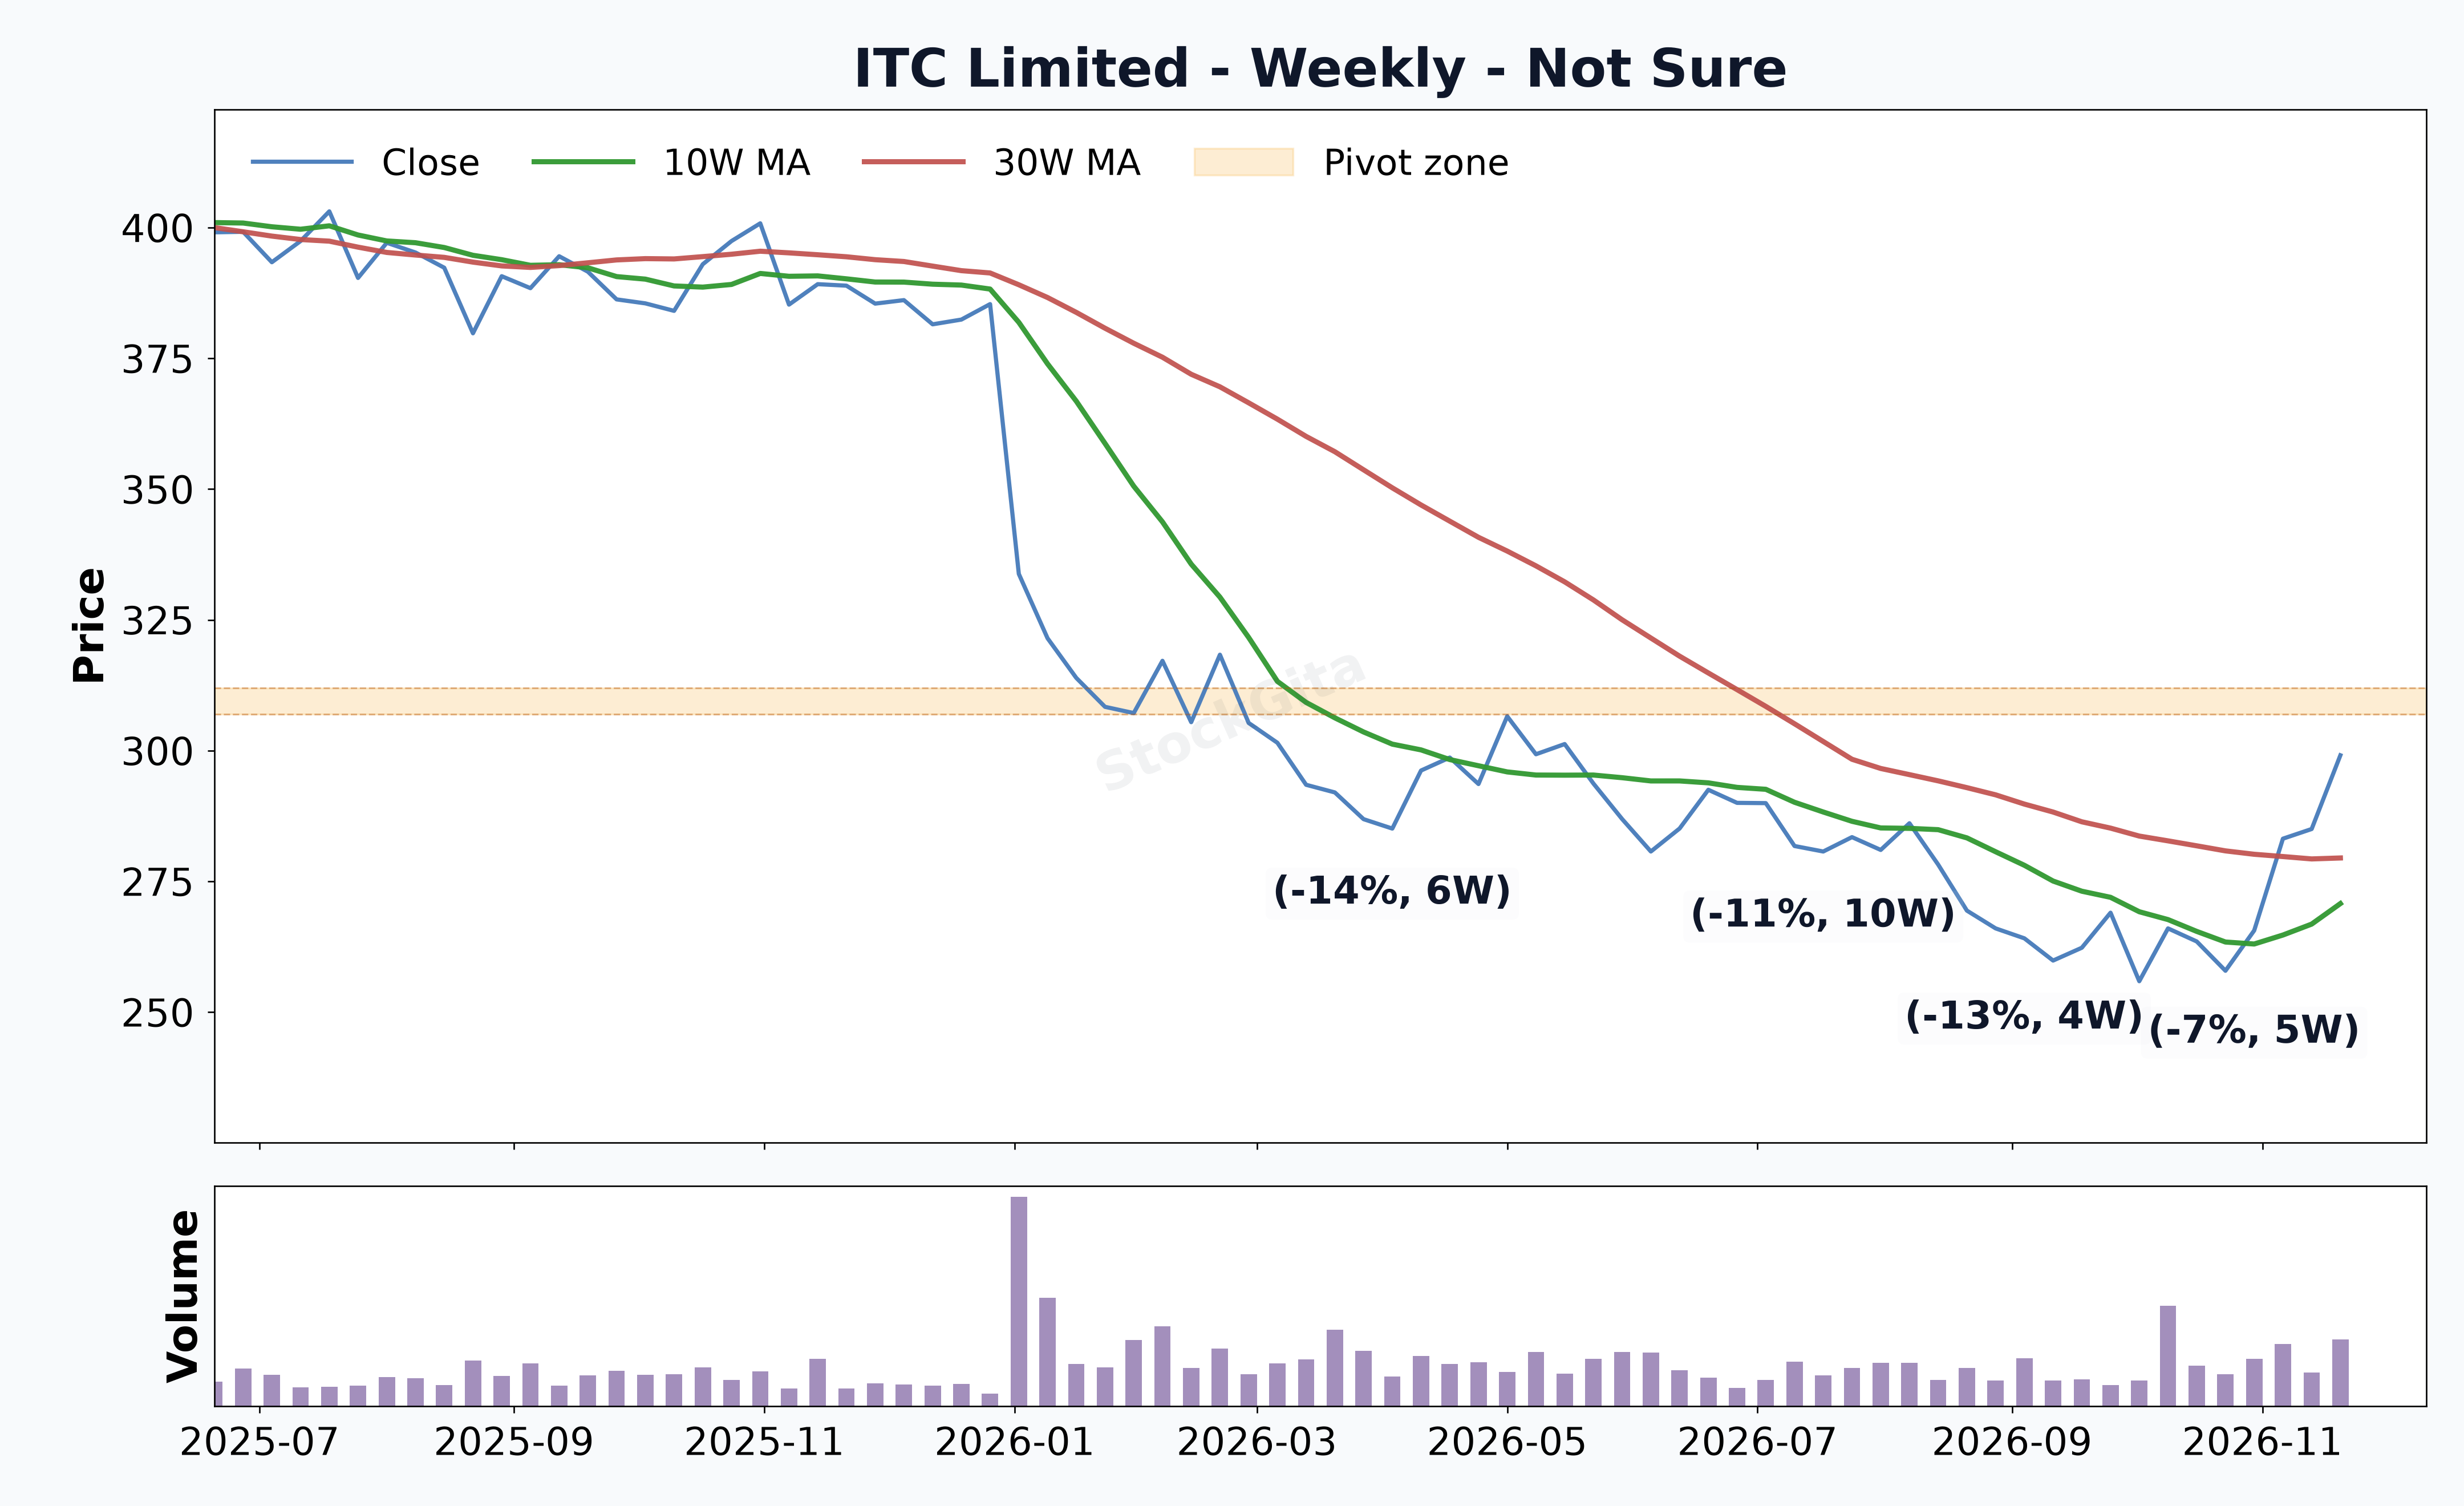 ITC Limited - Weekly - Not Sure
Close
10W MA
30W MA
Pivot zone
400
375
350
325
300
275
250
Price
StockGita
(-14%, 6W)
(-11%, 10W)
(-13%, 4W)
(-7%, 5W)
Volume
2025-07
2025-09
2025-11
2026-01
2026-03
2026-05
2026-07
2026-09
2026-11